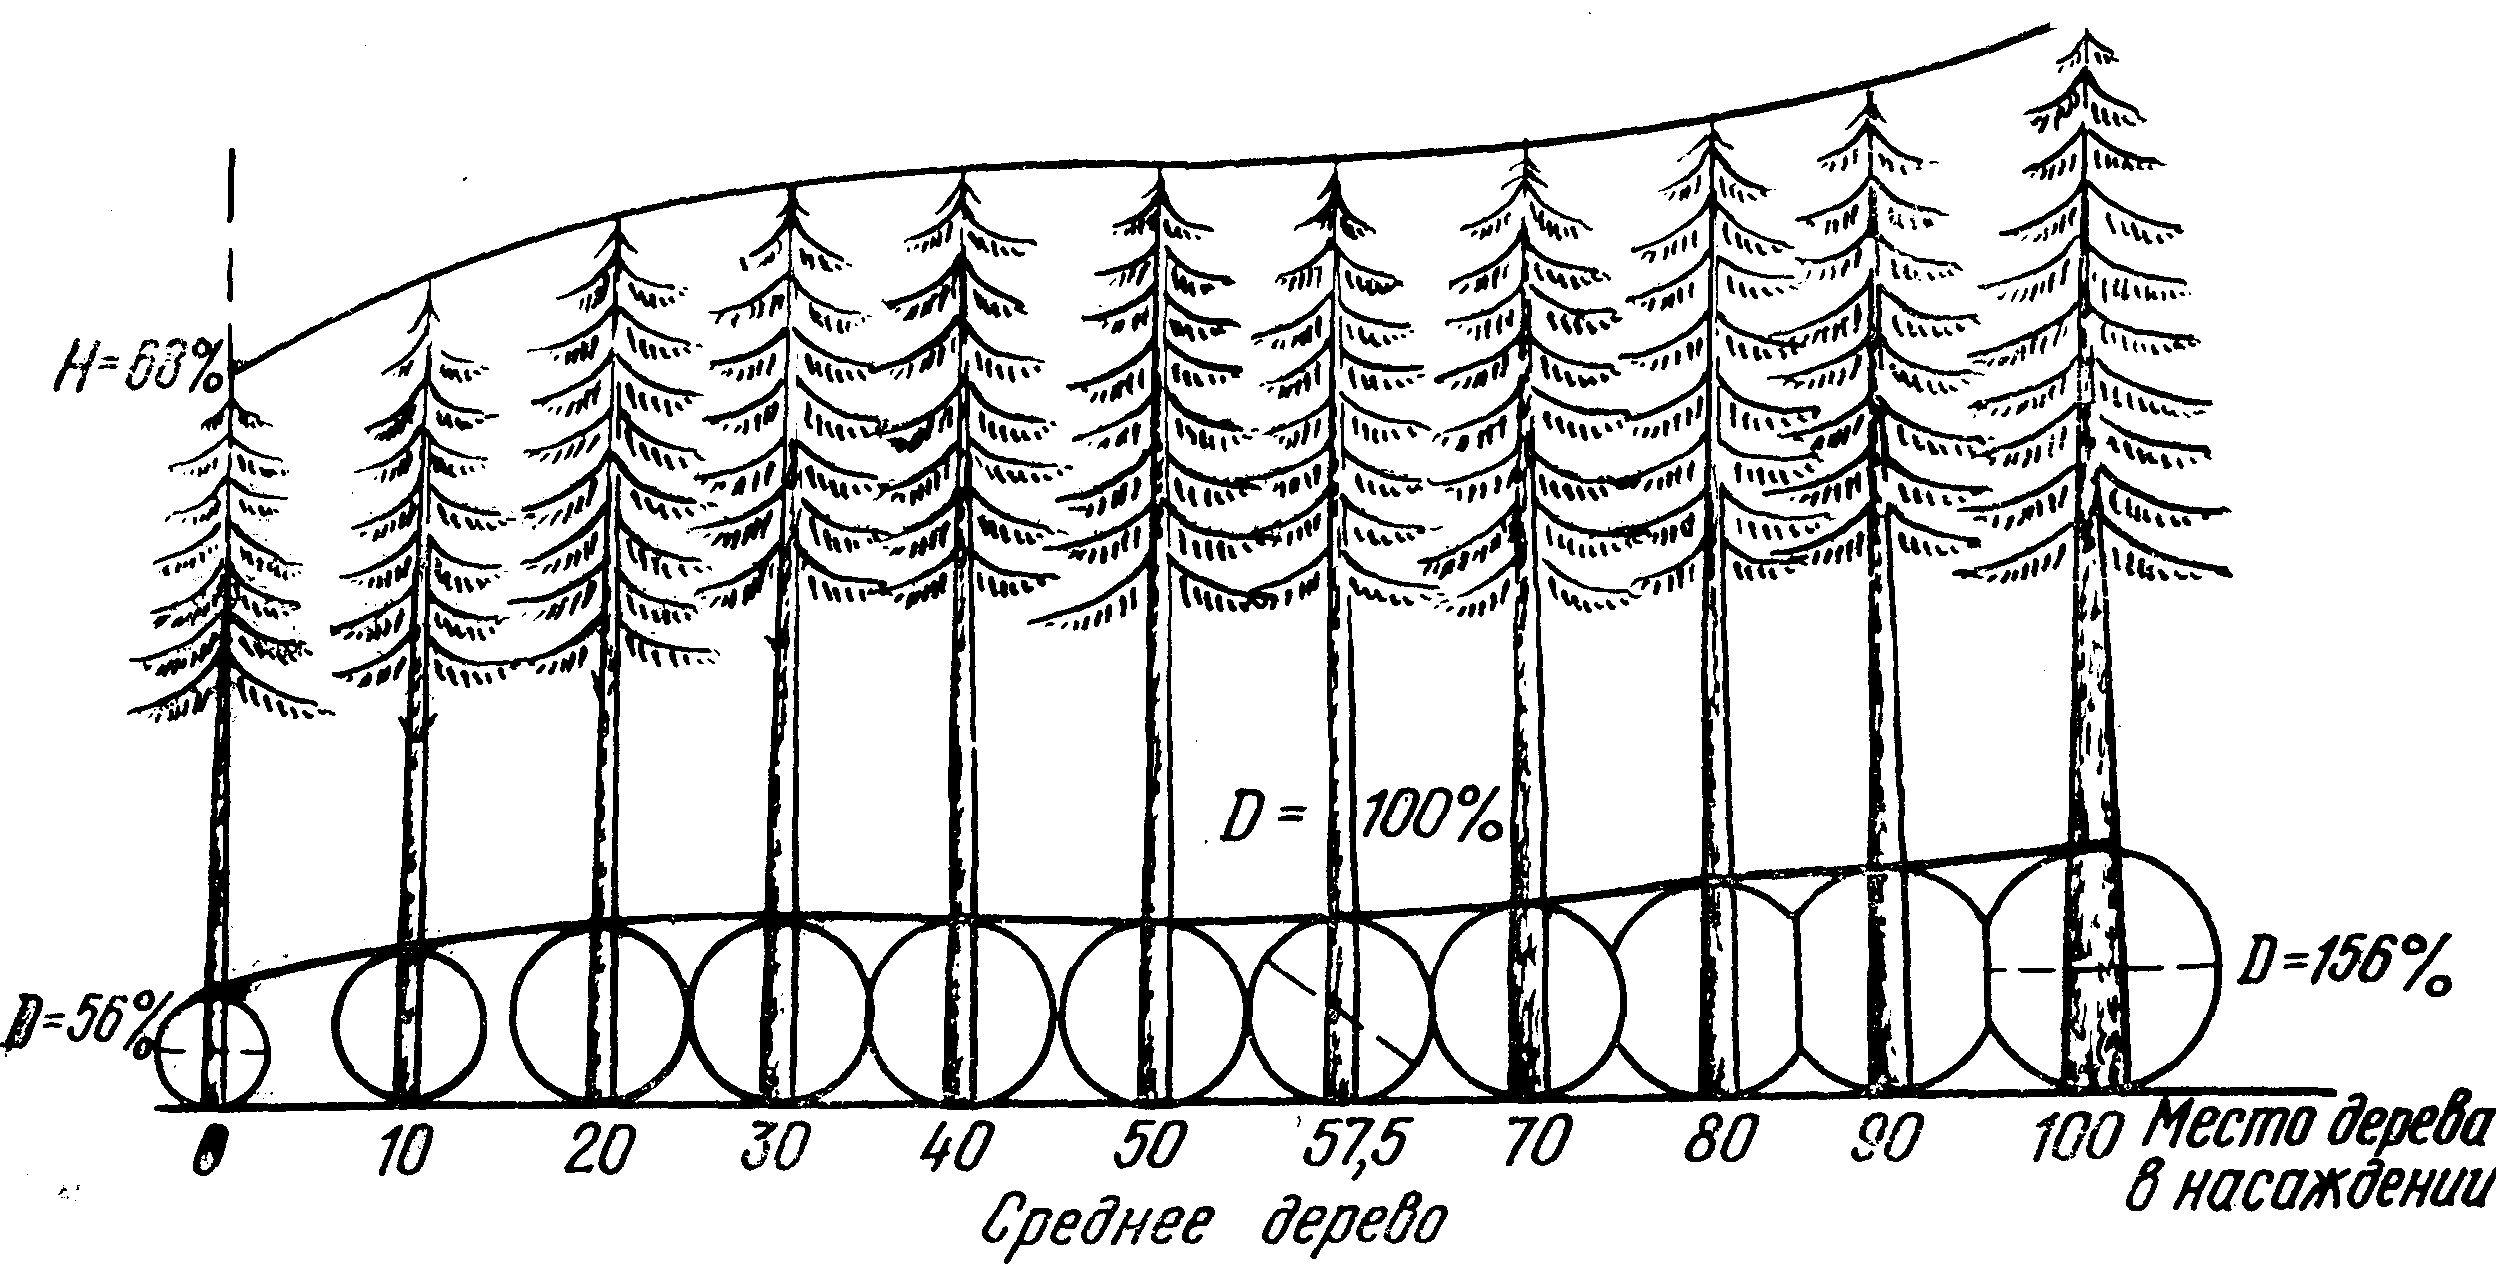 H=68%
D= 100%
D=56%
D=156%
0 10 20 30 40 50 57,5 70 80 90 100 Место дерева
в насаждении
Среднее дерево